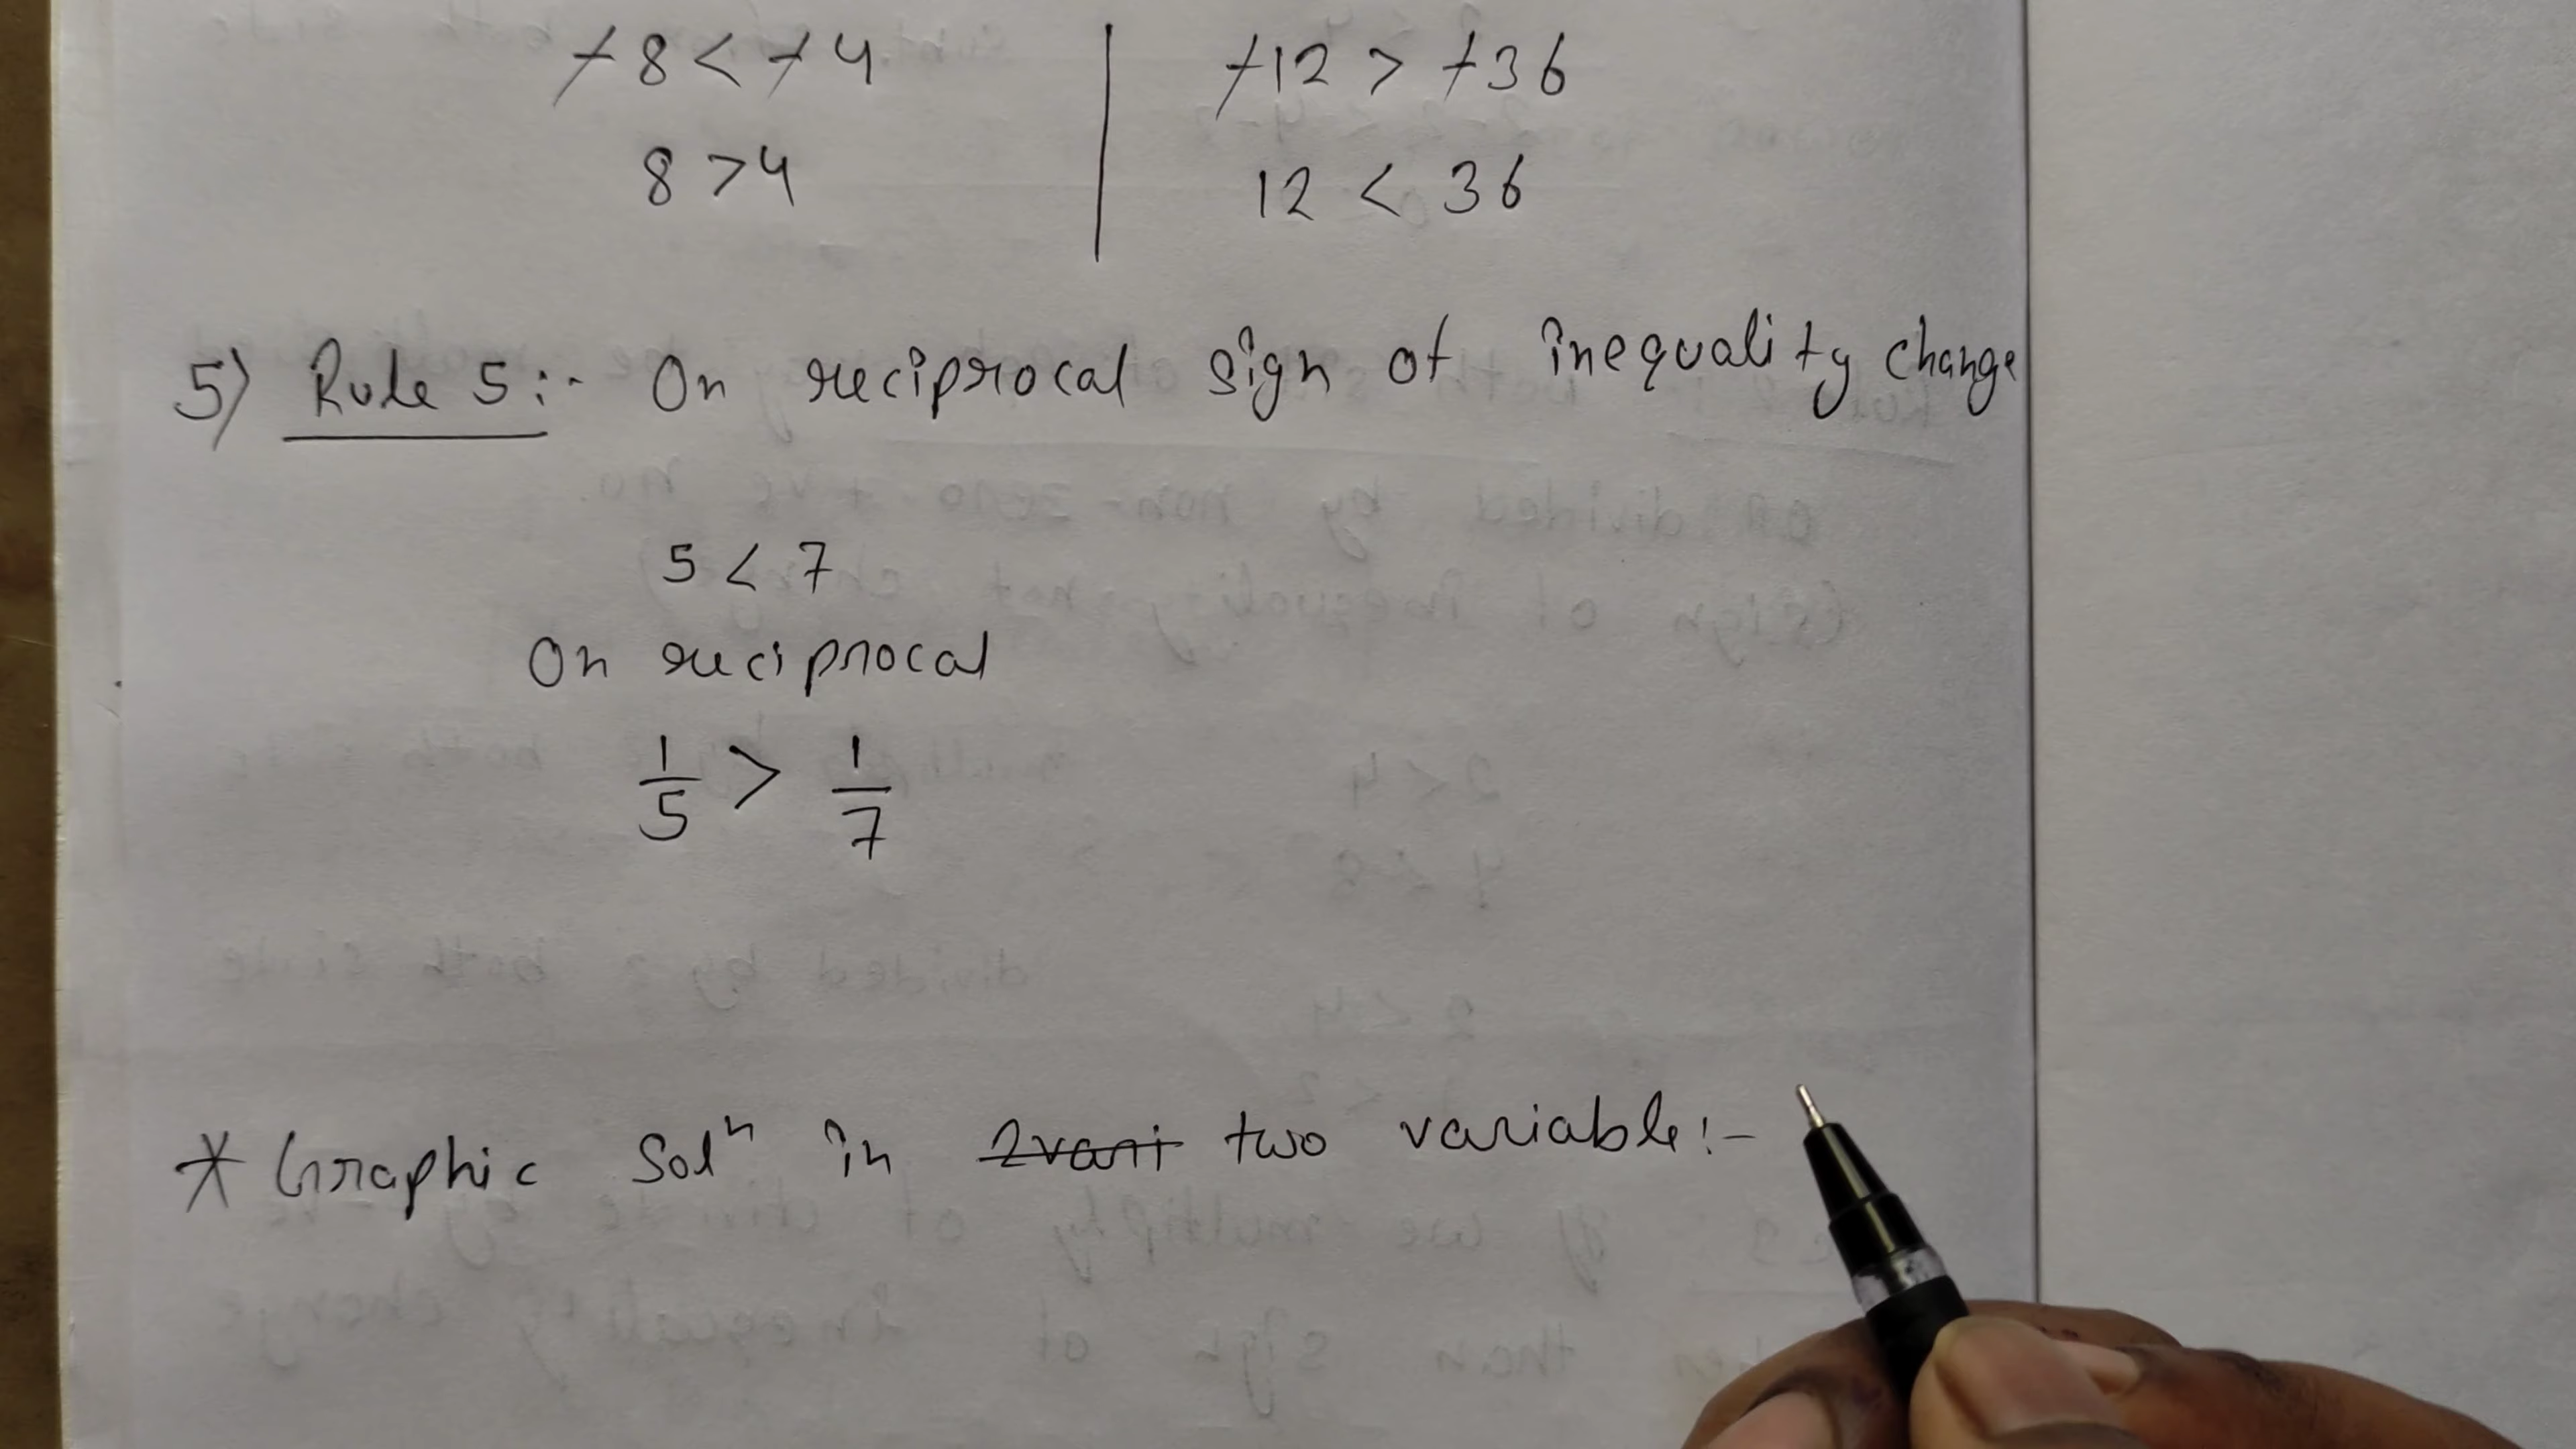 -8 < -4
8 > 4
-12 > -36
12 < 36
5) Rule 5:- On reciprocal sign of inequality change
5 < 7
On reciprocal
1/5 > 1/7
* Graphic Solⁿ in two variable:-